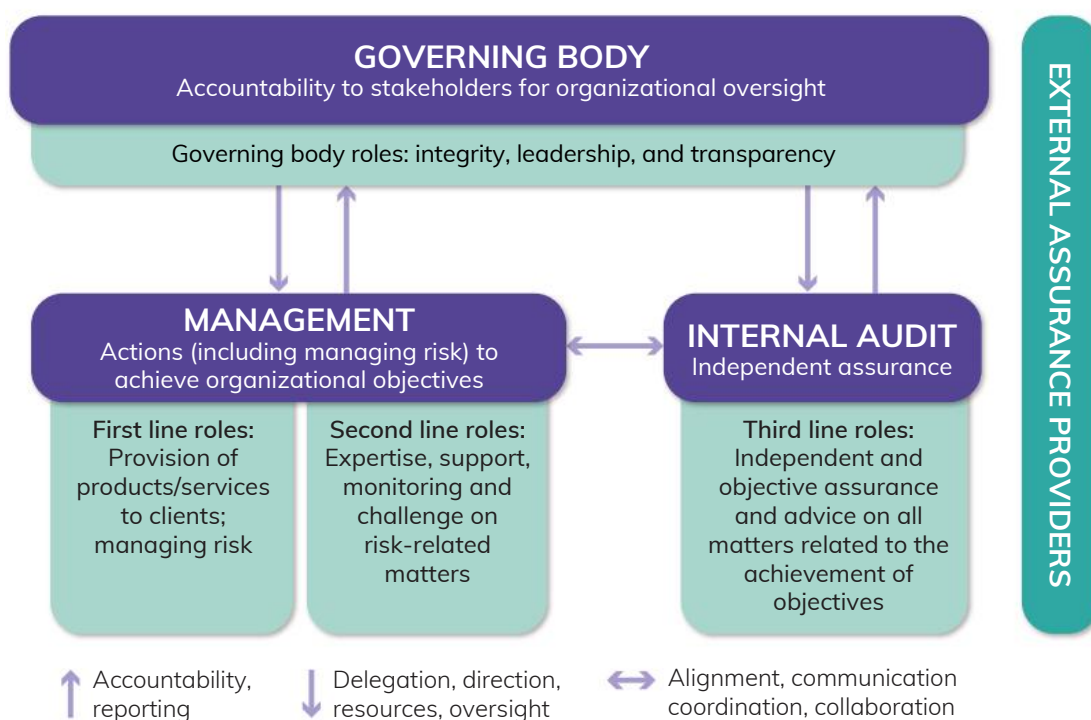 GOVERNING BODY
Accountability to stakeholders for organizational oversight
Governing body roles: integrity, leadership, and transparency
MANAGEMENT
Actions (including managing risk) to
achieve organizational objectives
First line roles:
Provision of
products/services
to clients;
managing risk
Second line roles:
Expertise, support,
monitoring and
challenge on
risk-related
matters
INTERNAL AUDIT
Independent assurance
Third line roles:
Independent and
objective assurance
and advice on all
matters related to the
achievement of
objectives
EXTERNAL ASSURANCE PROVIDERS
Accountability,
reporting
Delegation, direction,
resources, oversight
Alignment, communication
coordination, collaboration